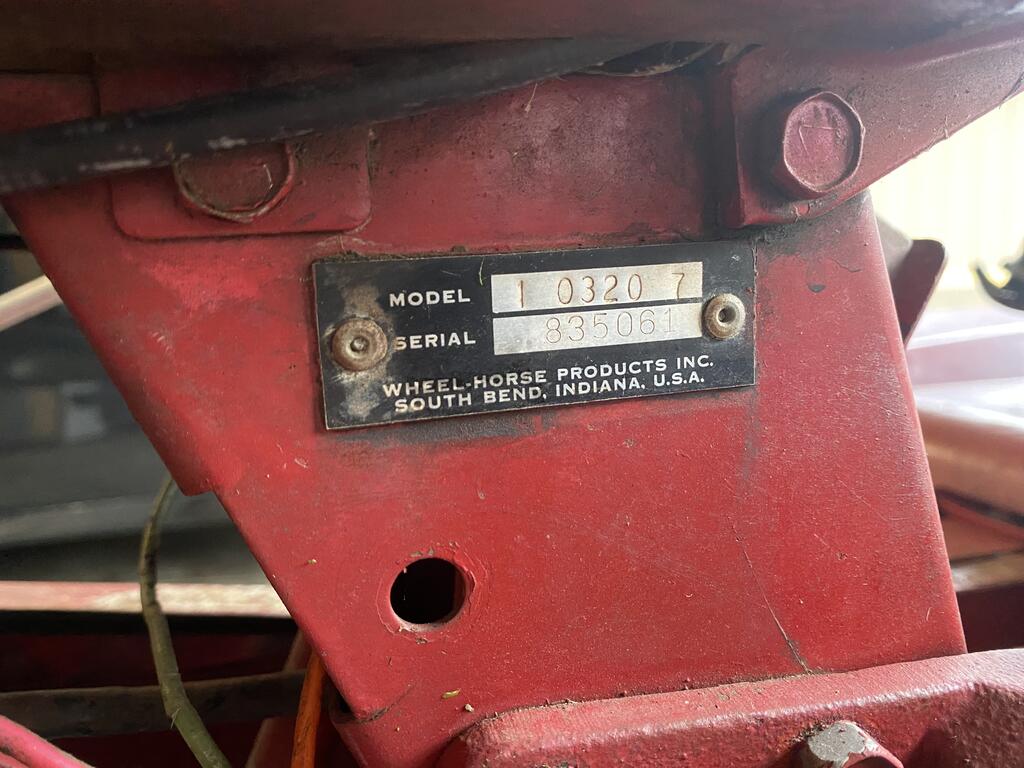 MODEL 1 0320 7
SERIAL 835061
WHEEL-HORSE PRODUCTS INC.
SOUTH BEND, INDIANA, U.S.A.